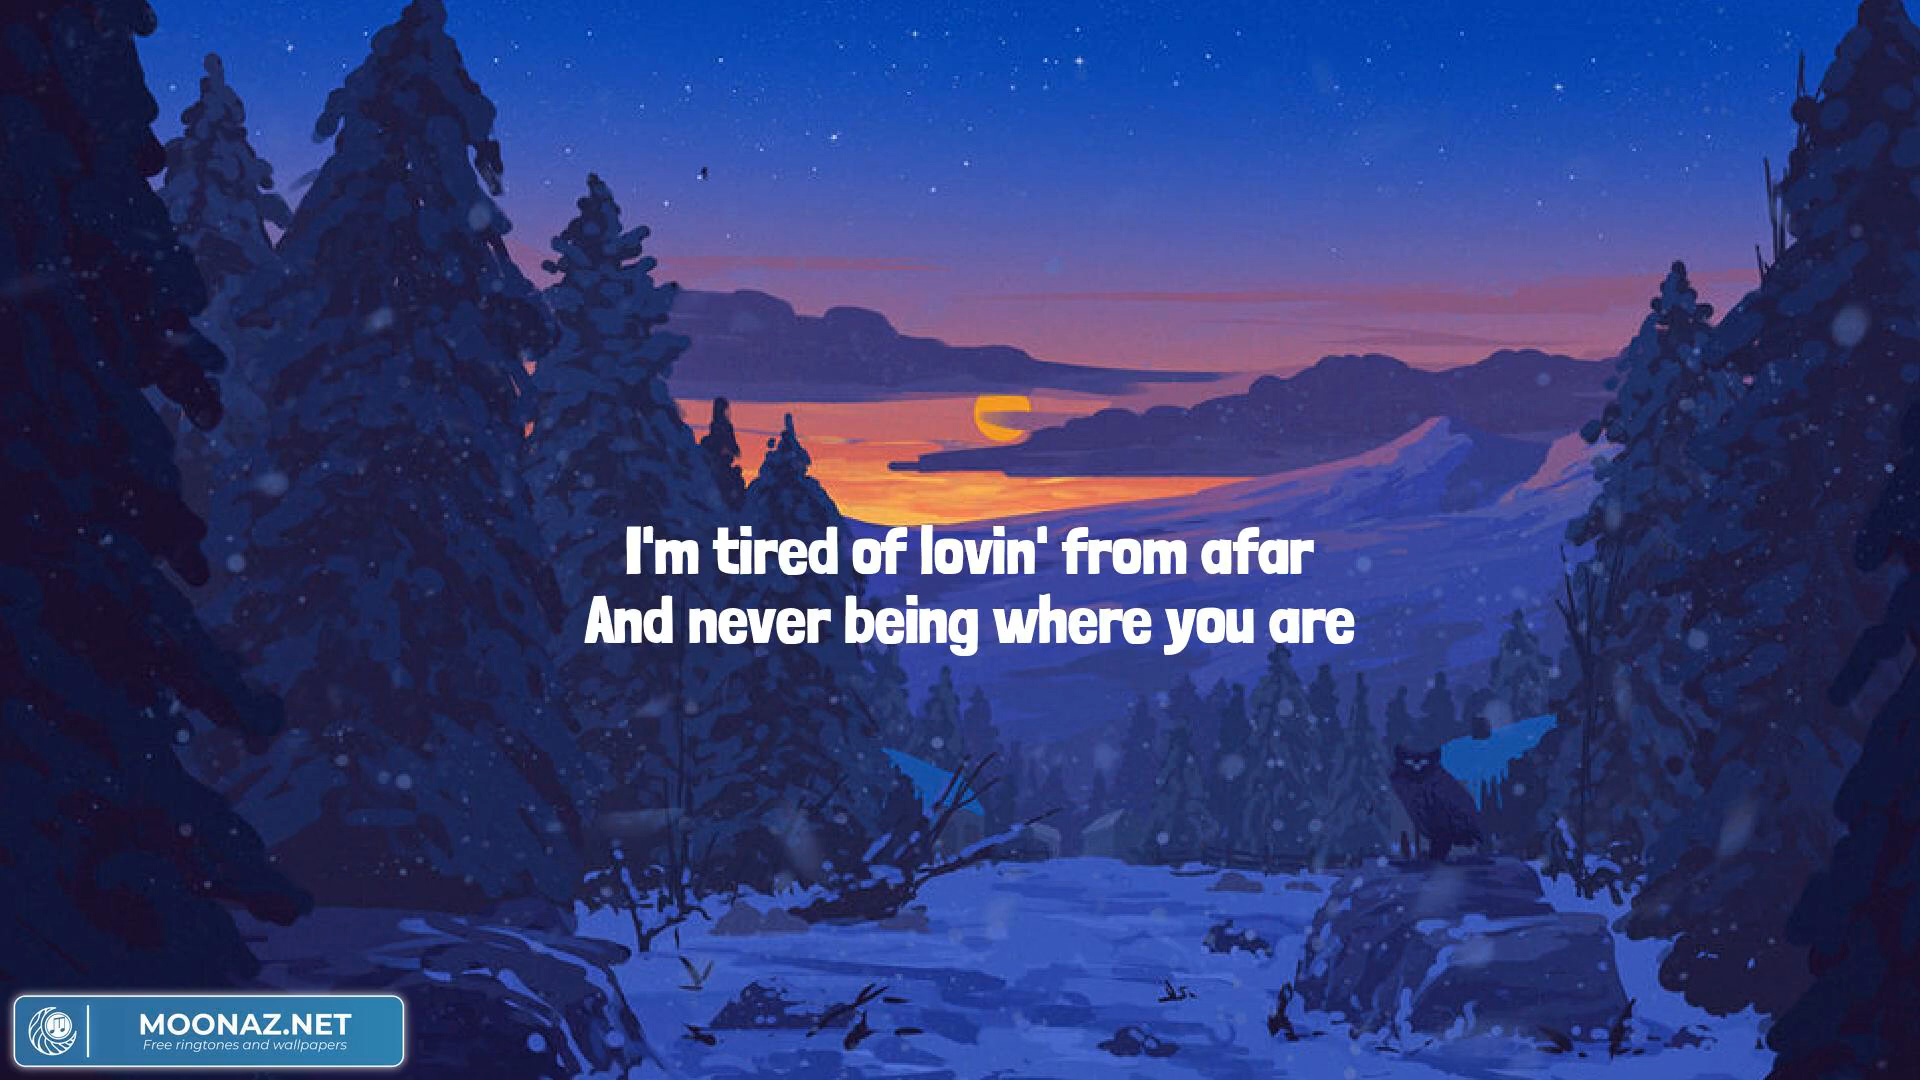 I'm tired of lovin' from afar
And never being where you are
MOONAZ.NET
Free ringtones and wallpapers